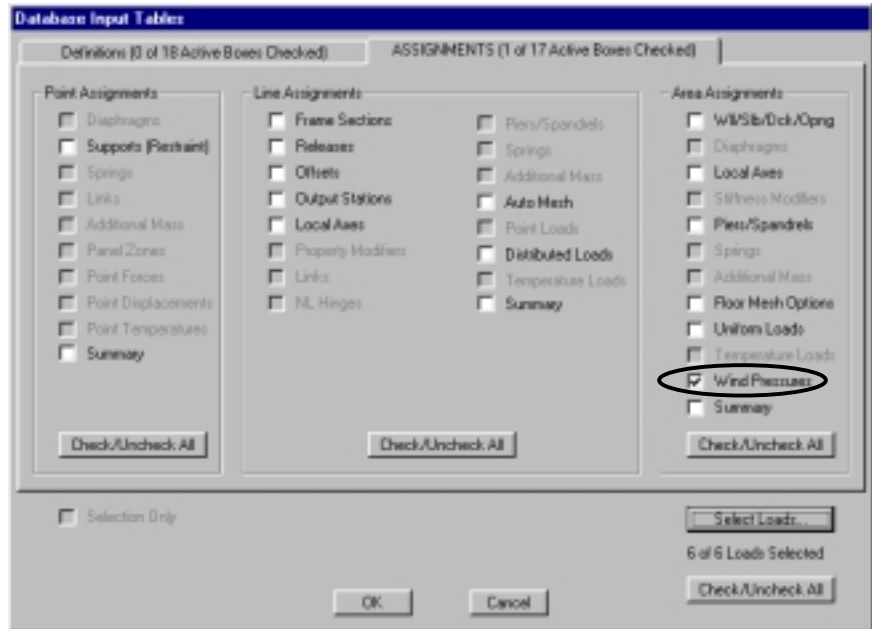 Database Input Tables
Definitions (0 of 18 Active Boxes Checked)
ASSIGNMENTS (1 of 17 Active Boxes Checked)
Point Assignments
Diaphragms
Supports (Restraint)
Springs
Links
Additional Mass
Panel Zones
Point Forces
Point Displacements
Point Temperatures
Summary
Check/Uncheck All
Line Assignments
Frame Sections
Releases
Offsets
Output Stations
Local Axes
Property Modifiers
Links
NL Hinges
Piers/Spandrels
Springs
Additional Mass
Auto Mesh
Point Loads
Distributed Loads
Temperature Loads
Summary
Check/Uncheck All
Area Assignments
Wll/Slb/Dck/Opng
Diaphragms
Local Axes
Stiffness Modifiers
Piers/Spandrels
Springs
Additional Mass
Floor Mesh Options
Uniform Loads
Temperature Loads
Wind Pressures
Summary
Check/Uncheck All
Selection Only
Select Loads...
6 of 6 Loads Selected
Check/Uncheck All
OK
Cancel